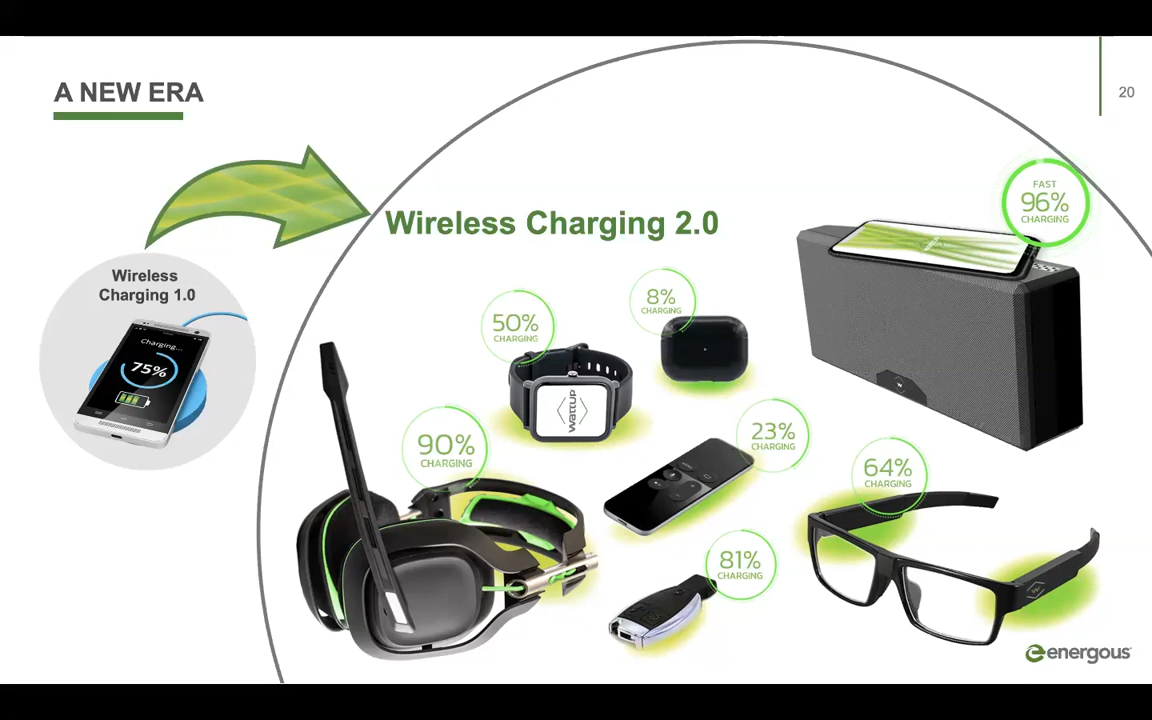 A NEW ERA
20
Wireless Charging 2.0
Wireless
Charging 1.0
Charging...
75%
FAST
96%
CHARGING
50%
CHARGING
8%
CHARGING
wattup
90%
CHARGING
23%
CHARGING
64%
CHARGING
81%
CHARGING
MENU
W
energous